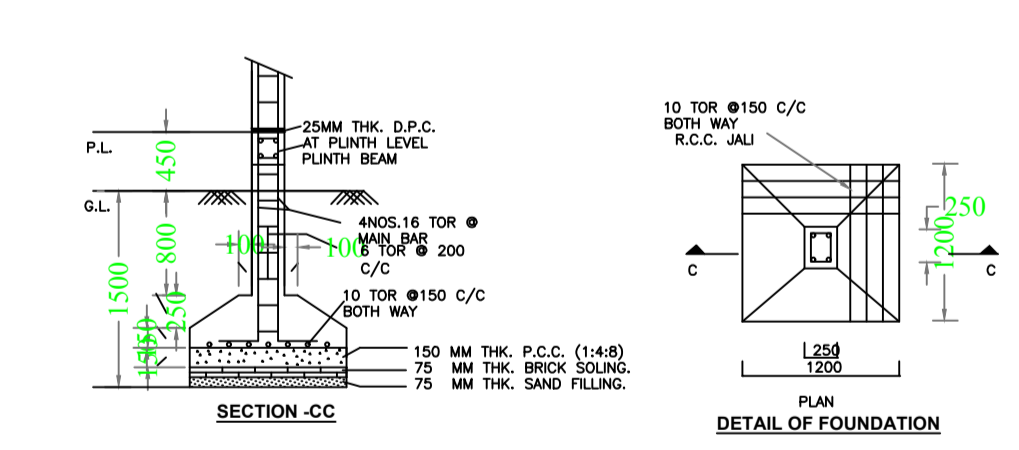 25MM THK. D.P.C.
AT PLINTH LEVEL
PLINTH BEAM
P.L.
450
G.L.
4NOS.16 TOR @
MAIN BAR
6 TOR @ 200
C/C
100
100
800
1500
250
10 TOR @150 C/C
BOTH WAY
150
150 MM THK. P.C.C. (1:4:8)
75 MM THK. BRICK SOLING.
75 MM THK. SAND FILLING.
SECTION -CC
10 TOR @150 C/C
BOTH WAY
R.C.C. JALI
250
1200
C
C
250
1200
PLAN
DETAIL OF FOUNDATION